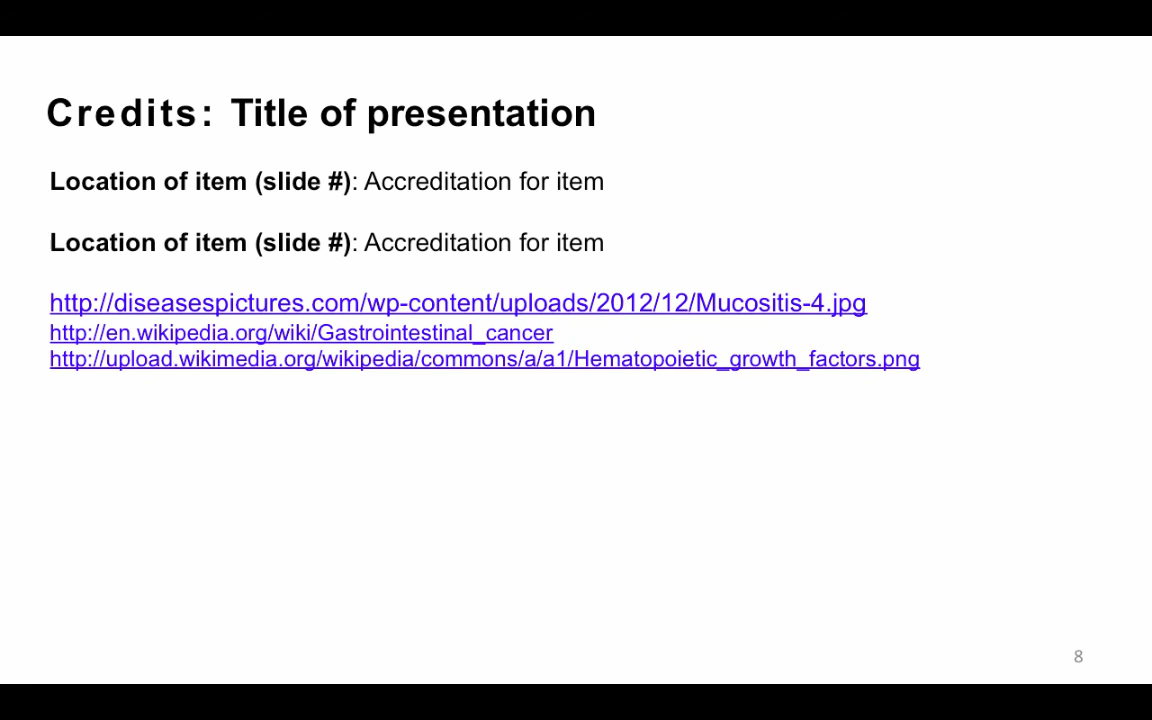 Credits: Title of presentation
Location of item (slide #): Accreditation for item
Location of item (slide #): Accreditation for item
http://diseasespictures.com/wp-content/uploads/2012/12/Mucositis-4.jpg
http://en.wikipedia.org/wiki/Gastrointestinal_cancer
http://upload.wikimedia.org/wikipedia/commons/a/a1/Hematopoietic_growth_factors.png
8